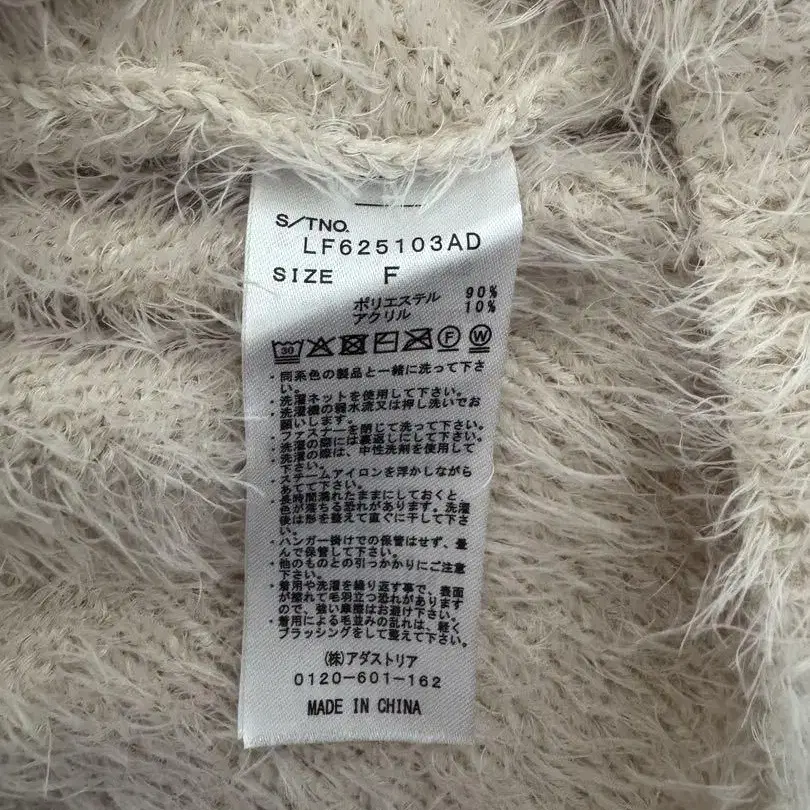 S/TNO.
LF625103AD
SIZE F
ポリエステル 90%
アクリル 10%
30 F W
・同系色の製品と一緒に洗って下さ
い。
・洗濯ネットを使用して下さい。
・洗濯機の弱水流又は押し洗いでお
願いします。
・ファスナーを閉じて洗って下さい。
・洗濯の際には裏返しにして下さい。
・洗濯の際は、中性洗剤を使用して
下さい。
・スチームアイロンを浮かしながら
あてて下さい。
・長時間濡れたままにしておくと、
色が落ちる恐れがあります。洗濯
後は形を整えて直ぐに干して下さ
い。
・ハンガー掛けでの保管はせず、畳
んで保管して下さい。
・他のものとの引っかかりにご注意
下さい。
・着用や洗濯を繰り返す事で、表面
が擦れて毛羽立つ恐れがあります
ので、強い摩擦はお避け下さい。
・着用による毛並みの乱れは、軽く
ブラッシングをして整えて下さい。
(株)アダストリア
0120-601-162
MADE IN CHINA